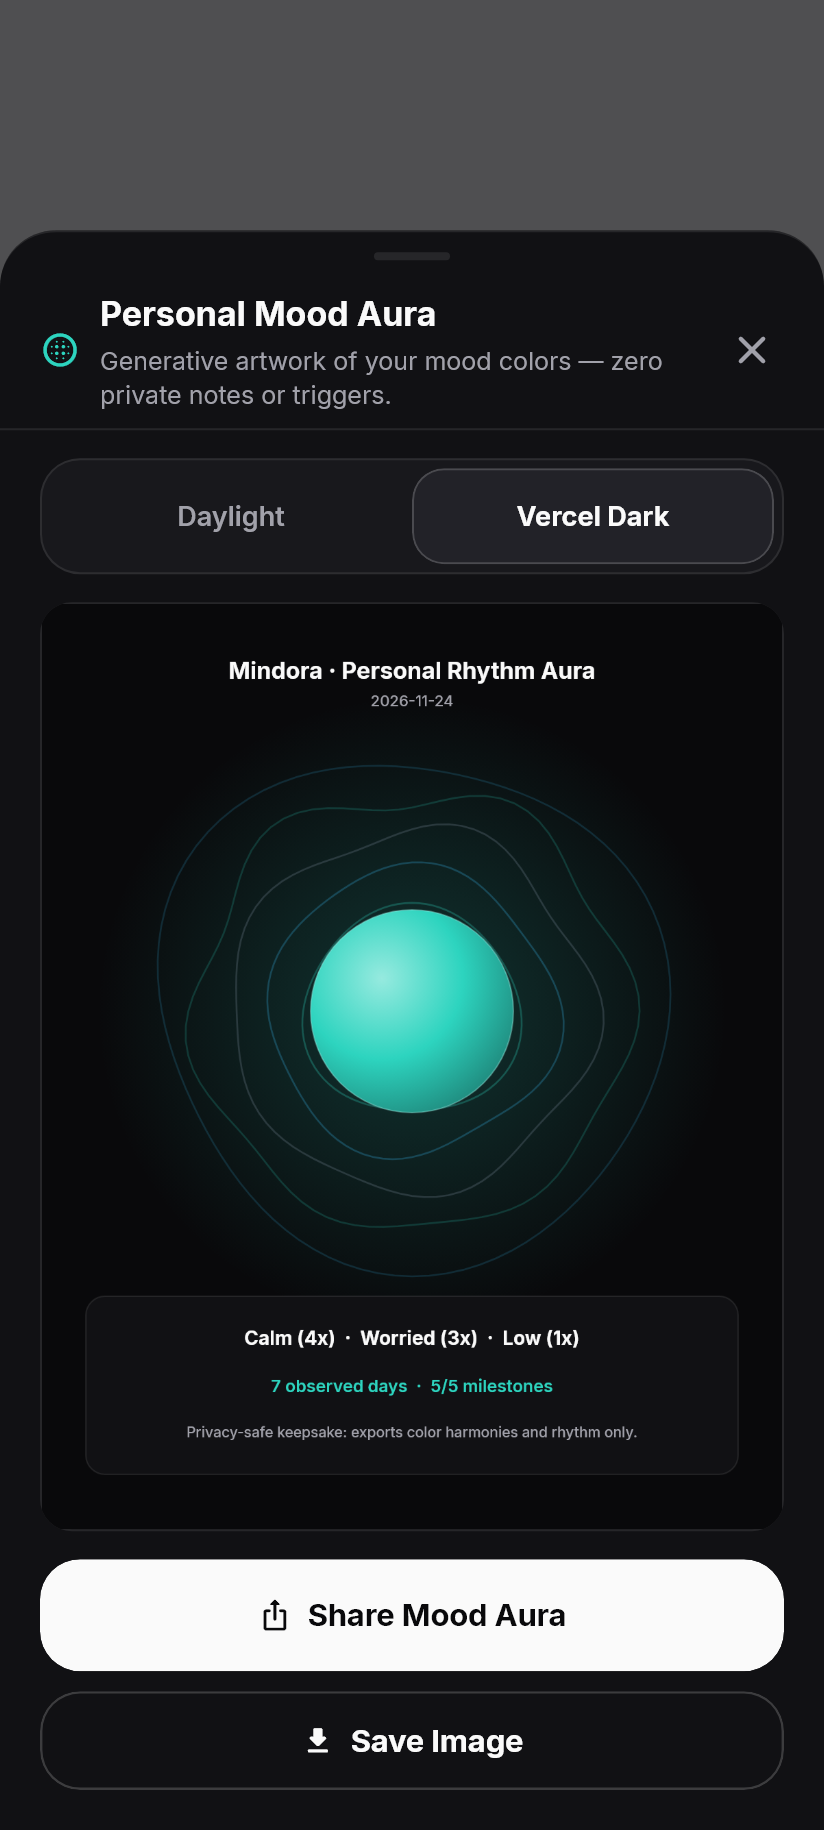 Personal Mood Aura
Generative artwork of your mood colors — zero
private notes or triggers.
Daylight
Vercel Dark
Mindora · Personal Rhythm Aura
2026-11-24
Calm (4x) · Worried (3x) · Low (1x)
7 observed days · 5/5 milestones
Privacy-safe keepsake: exports color harmonies and rhythm only.
Share Mood Aura
Save Image